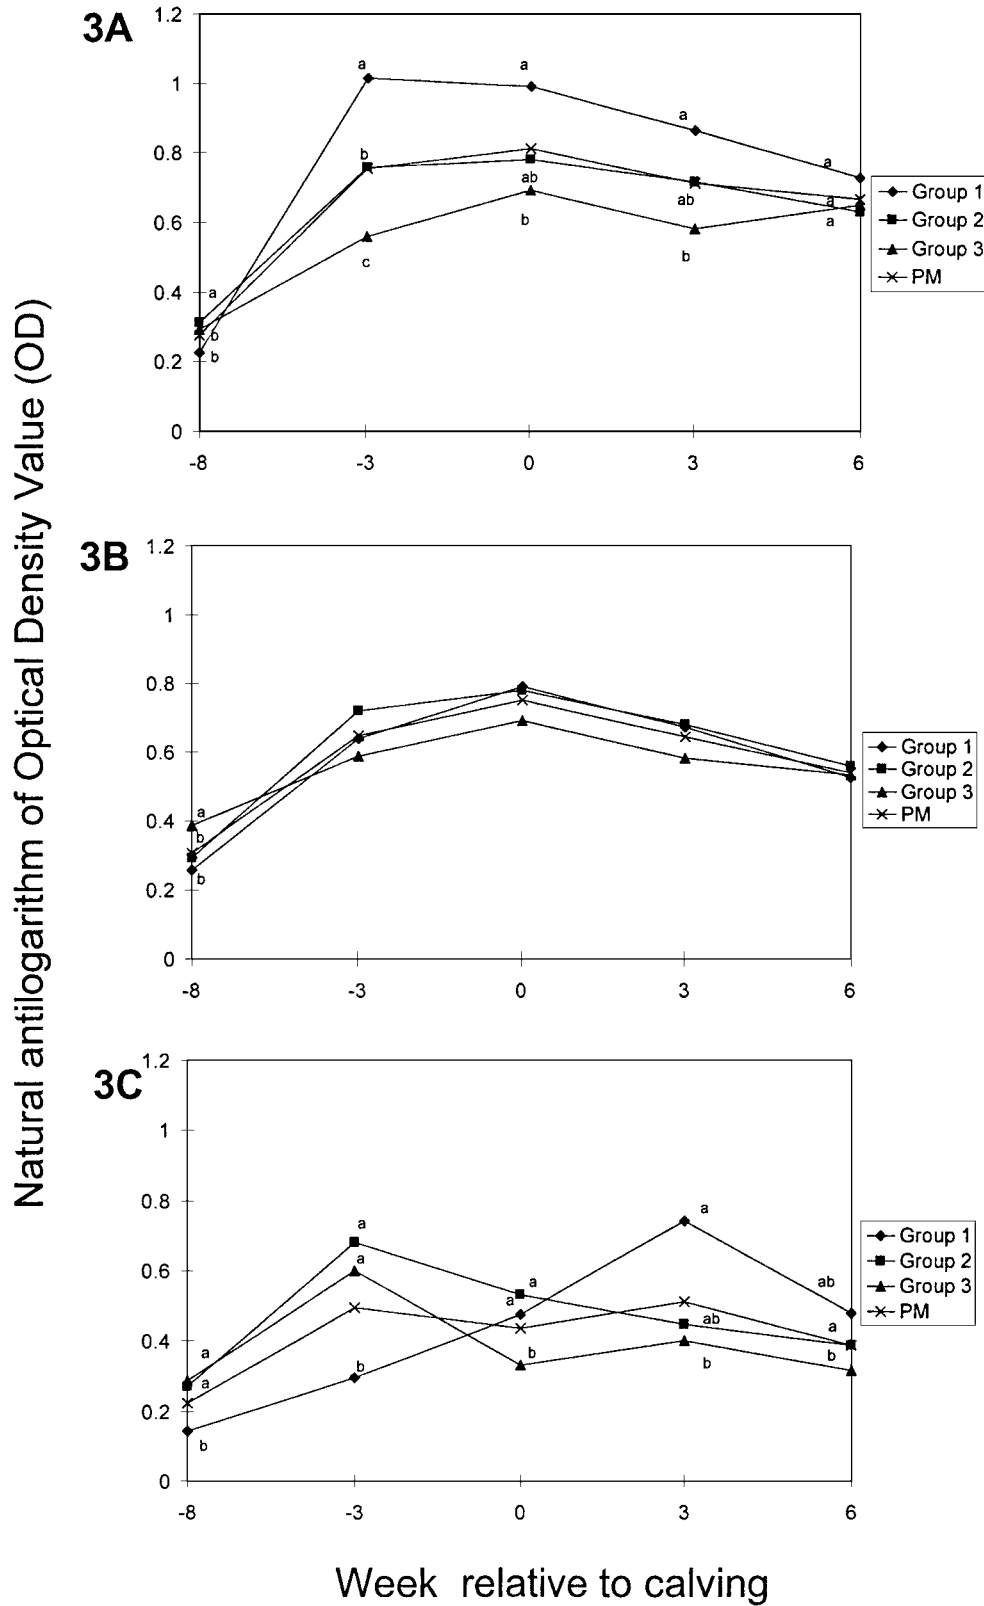 Natural antilogarithm of Optical Density Value (OD)
3A
1.2
1
0.8
0.6
0.4
0.2
0
-8
-3
0
3
6
a
b
b
a
b
c
a
ab
b
a
ab
b
a
a
a
Group 1
Group 2
Group 3
PM
3B
1.2
1
0.8
0.6
0.4
0.2
0
-8
-3
0
3
6
a
b
b
Group 1
Group 2
Group 3
PM
3C
1.2
1
0.8
0.6
0.4
0.2
0
-8
-3
0
3
6
a
a
b
a
a
b
a
a
b
a
ab
b
ab
a
b
Group 1
Group 2
Group 3
PM
Week relative to calving